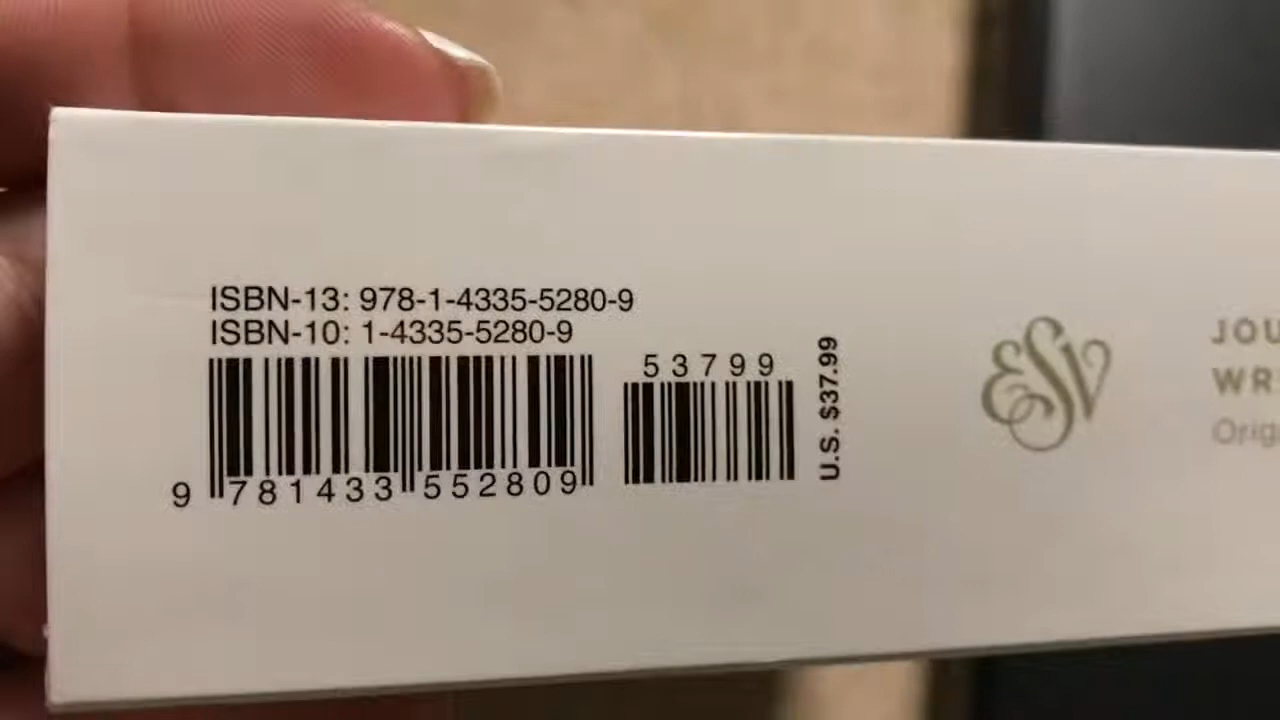 ISBN-13: 978-1-4335-5280-9
ISBN-10: 1-4335-5280-9
53799
9 781433 552809
U.S. $37.99
ESV
JOU
WR
Orig